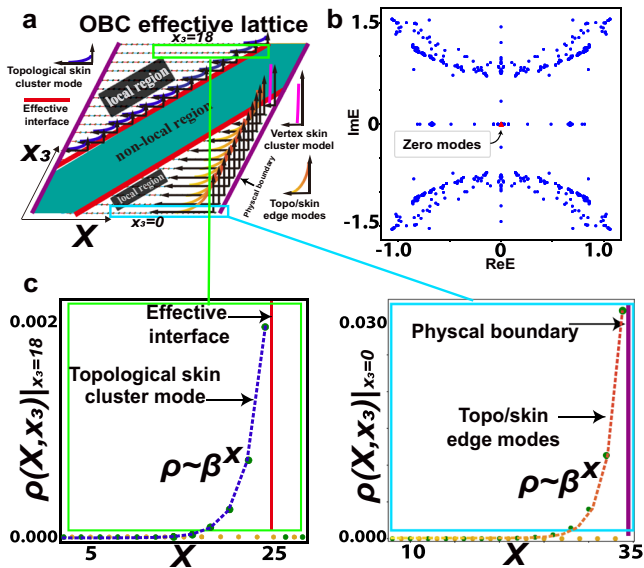 a
OBC effective lattice
x₃=18
Topological skin
cluster mode
Effective
interface
local region
non-local region
local region
Vertex skin
cluster model
Topo/skin
edge modes
Physcal boundary
x₃
X
x₃=0
b
1.5
ImE
0
-1.5
Zero modes
-1.0
0
1.0
ReE
c
0.002
ρ(X,x₃)|x₃=18
0.000
Effective
interface
Topological skin
cluster mode
ρ~βˣ
5
X
25
0.030
ρ(X,x₃)|x₃=0
0.000
Physcal boundary
Topo/skin
edge modes
ρ~βˣ
10
X
35